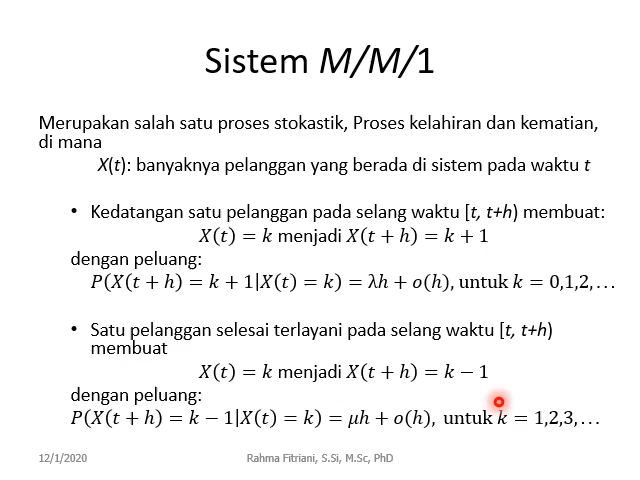 Sistem M/M/1
Merupakan salah satu proses stokastik, Proses kelahiran dan kematian,
di mana
X(t): banyaknya pelanggan yang berada di sistem pada waktu t
• Kedatangan satu pelanggan pada selang waktu [t, t+h) membuat:
X(t) = k menjadi X(t + h) = k + 1
dengan peluang:
P(X(t + h) = k + 1|X(t) = k) = λh + o(h), untuk k = 0,1,2, …
• Satu pelanggan selesai terlayani pada selang waktu [t, t+h)
membuat
X(t) = k menjadi X(t + h) = k − 1
dengan peluang:
P(X(t + h) = k − 1|X(t) = k) = μh + o(h), untuk k = 1,2,3, …
12/1/2020 Rahma Fitriani, S.Si, M.Sc, PhD